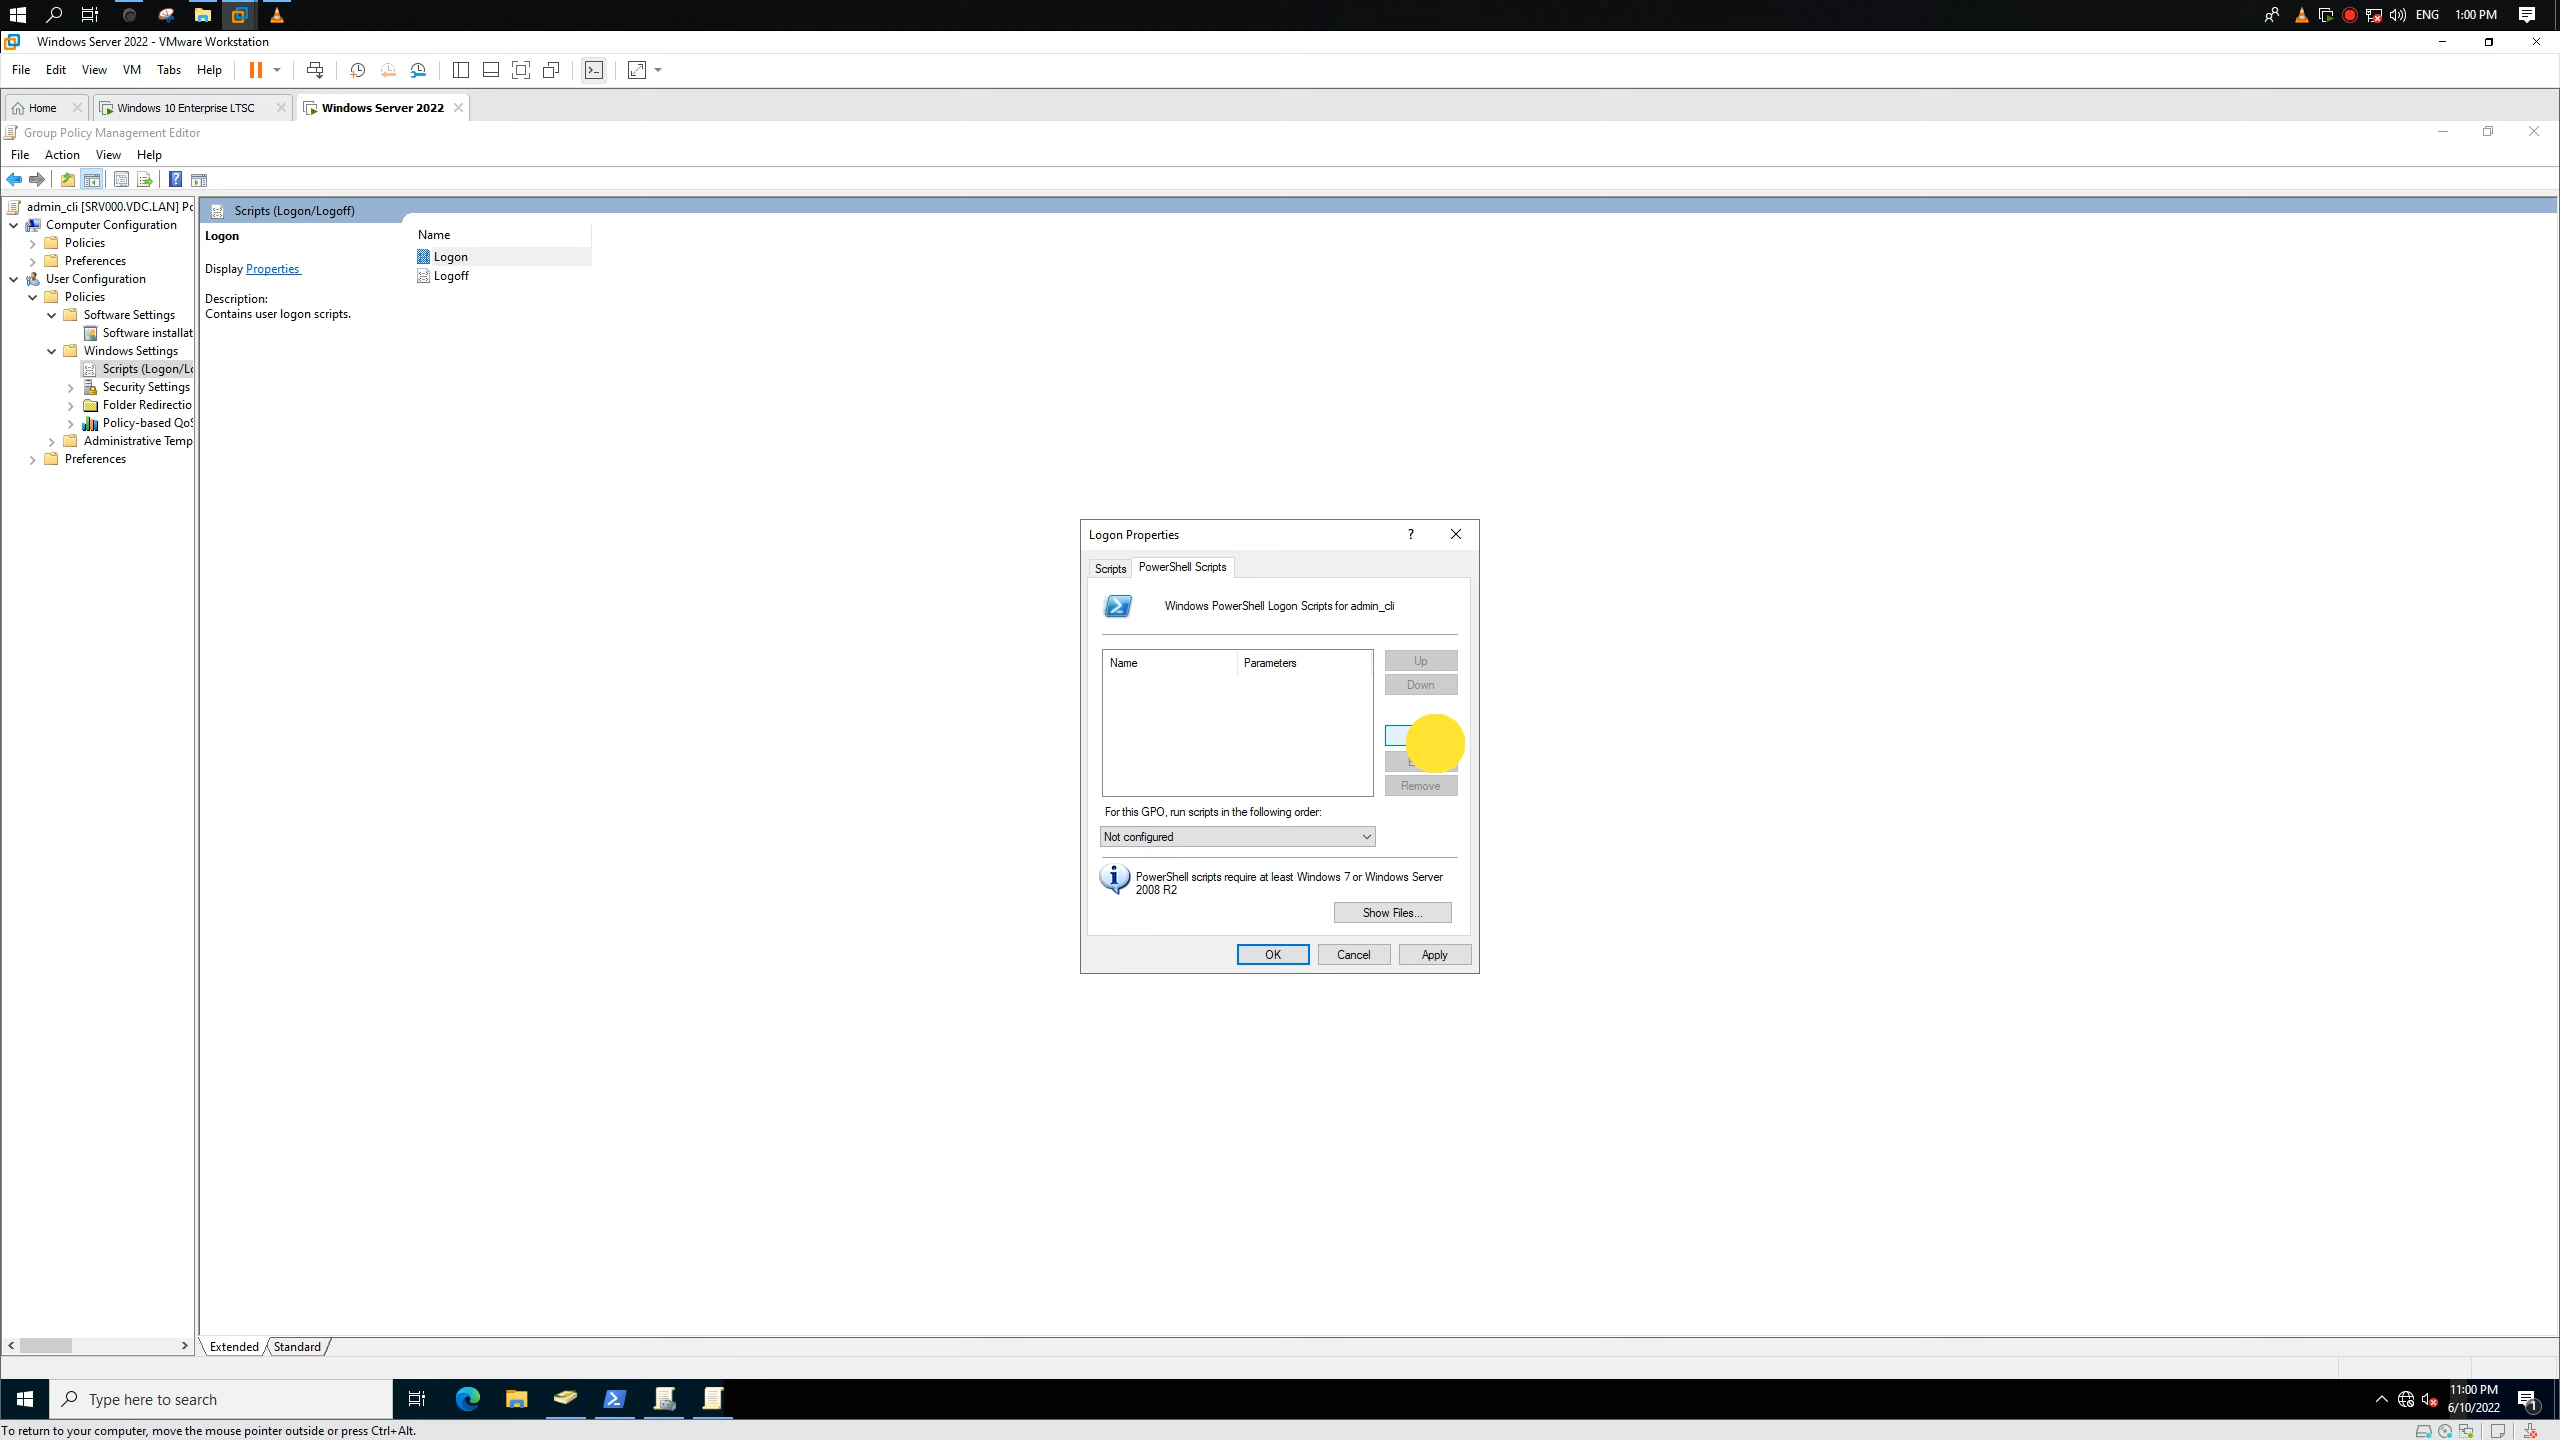 ENG
1:00 PM
Windows Server 2022 - VMware Workstation
File Edit View VM Tabs Help
Home
Windows 10 Enterprise LTSC
Windows Server 2022
Group Policy Management Editor
File Action View Help
admin_cli [SRV000.VDC.LAN] Pc
Computer Configuration
Policies
Preferences
User Configuration
Policies
Software Settings
Software installat
Windows Settings
Scripts (Logon/Lo
Security Settings
Folder Redirectio
Policy-based QoS
Administrative Temp
Preferences
Scripts (Logon/Logoff)
Logon
Display Properties
Description:
Contains user logon scripts.
Name
Logon
Logoff
Logon Properties
?
Scripts
PowerShell Scripts
Windows PowerShell Logon Scripts for admin_cli
Name
Parameters
Up
Down
Remove
For this GPO, run scripts in the following order:
Not configured
PowerShell scripts require at least Windows 7 or Windows Server
2008 R2
Show Files...
OK
Cancel
Apply
Extended
Standard
Type here to search
11:00 PM
6/10/2022
1
To return to your computer, move the mouse pointer outside or press Ctrl+Alt.